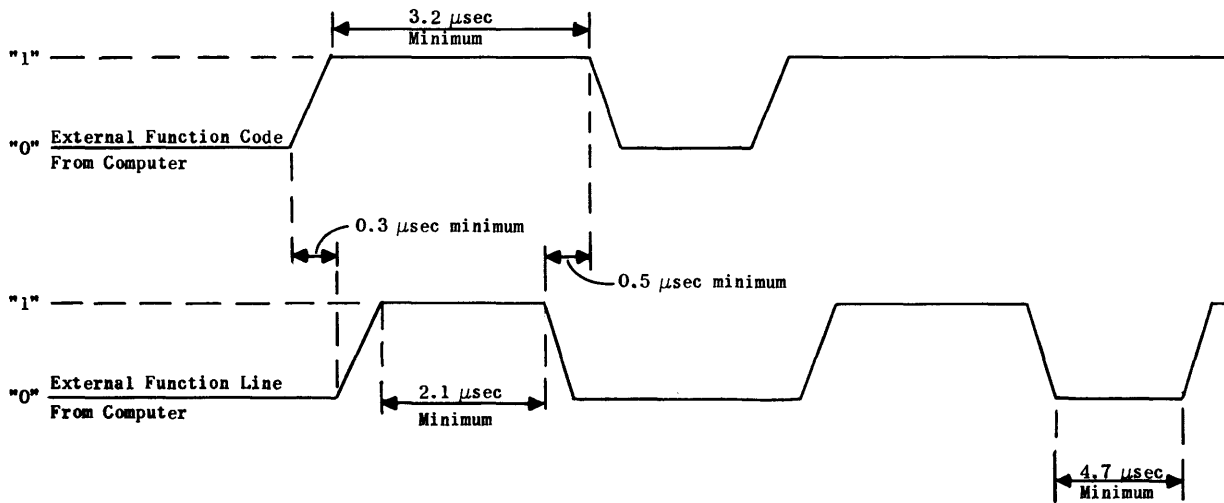 3.2 μsec
Minimum
"1"
"0"
External Function Code
From Computer
0.3 μsec minimum
0.5 μsec minimum
"1"
"0"
External Function Line
From Computer
2.1 μsec
Minimum
4.7 μsec
Minimum